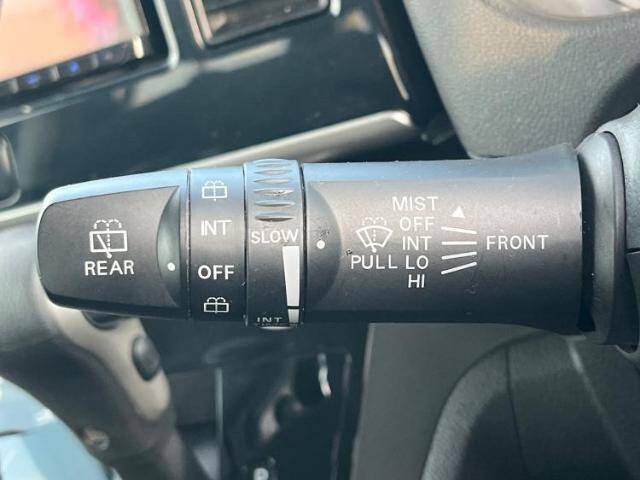 REAR
INT
OFF
SLOW
INT
PULL
MIST
OFF
INT
LO
HI
FRONT